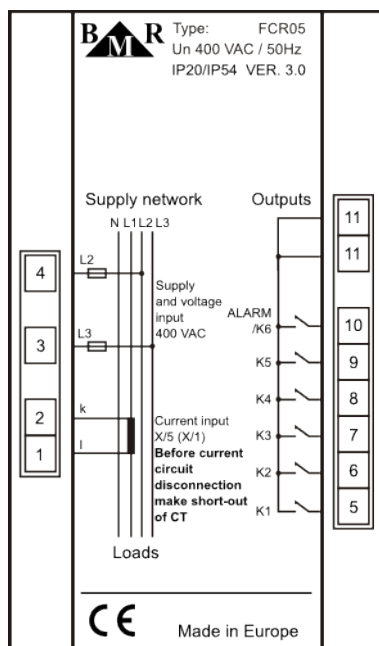 BMR
Type: FCR05
Un 400 VAC / 50Hz
IP20/IP54 VER. 3.0
Supply network
N L1 L2 L3
Outputs
4
L2
3
L3
2
k
1
l
Supply
and voltage
input
400 VAC
Current input
X/5 (X/1)
Before current
circuit
disconnection
make short-out
of CT
Loads
11
11
ALARM
/K6
10
K5
9
K4
8
K3
7
K2
6
K1
5
CE
Made in Europe